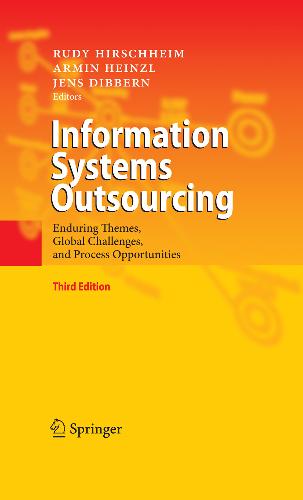 RUDY HIRSCHHEIM
ARMIN HEINZL
JENS DIBBERN
Editors
Information
Systems
Outsourcing
Enduring Themes,
Global Challenges,
and Process Opportunities
Third Edition
Springer